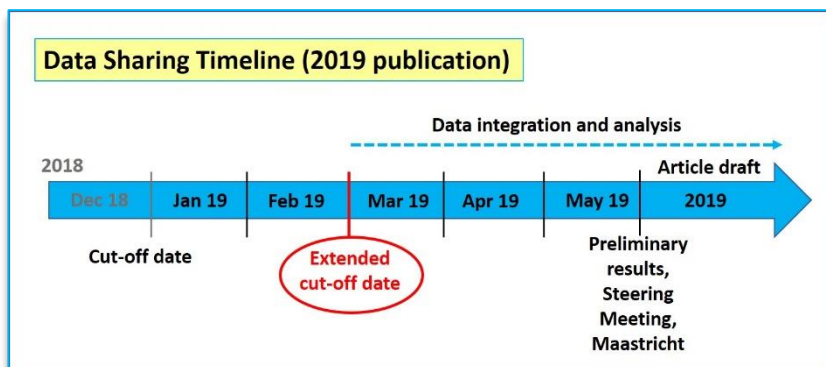 Data Sharing Timeline (2019 publication)
Data integration and analysis
2018
Article draft
Dec 18
Jan 19
Feb 19
Mar 19
Apr 19
May 19
2019
Cut-off date
Extended
cut-off date
Preliminary
results,
Steering
Meeting,
Maastricht